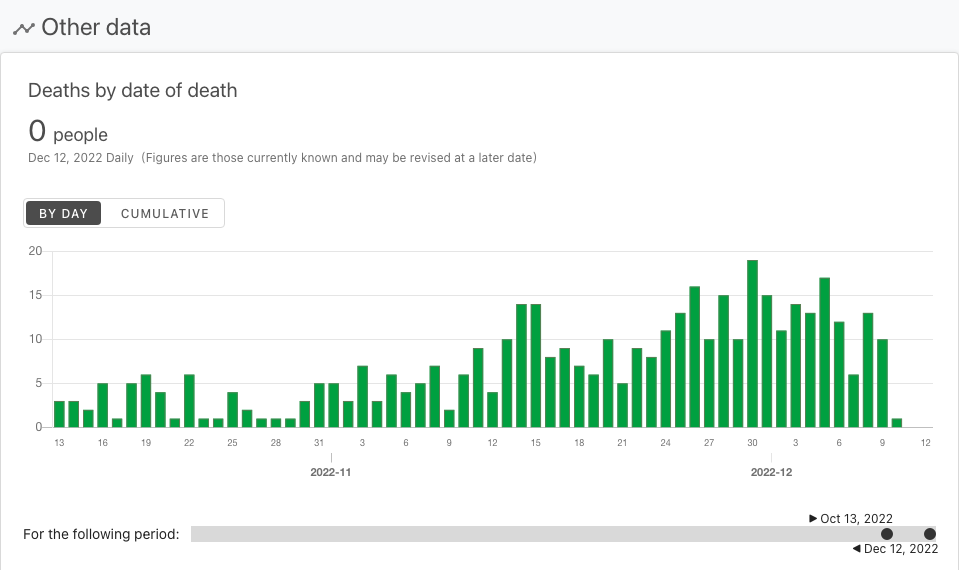 Other data
Deaths by date of death
0 people
Dec 12, 2022 Daily (Figures are those currently known and may be revised at a later date)
BY DAY CUMULATIVE
20
15
10
5
0
13 16 19 22 25 28 31 3 6 9 12 15 18 21 24 27 30 3 6 9 12
2022-11 2022-12
▶ Oct 13, 2022
For the following period:
◀ Dec 12, 2022